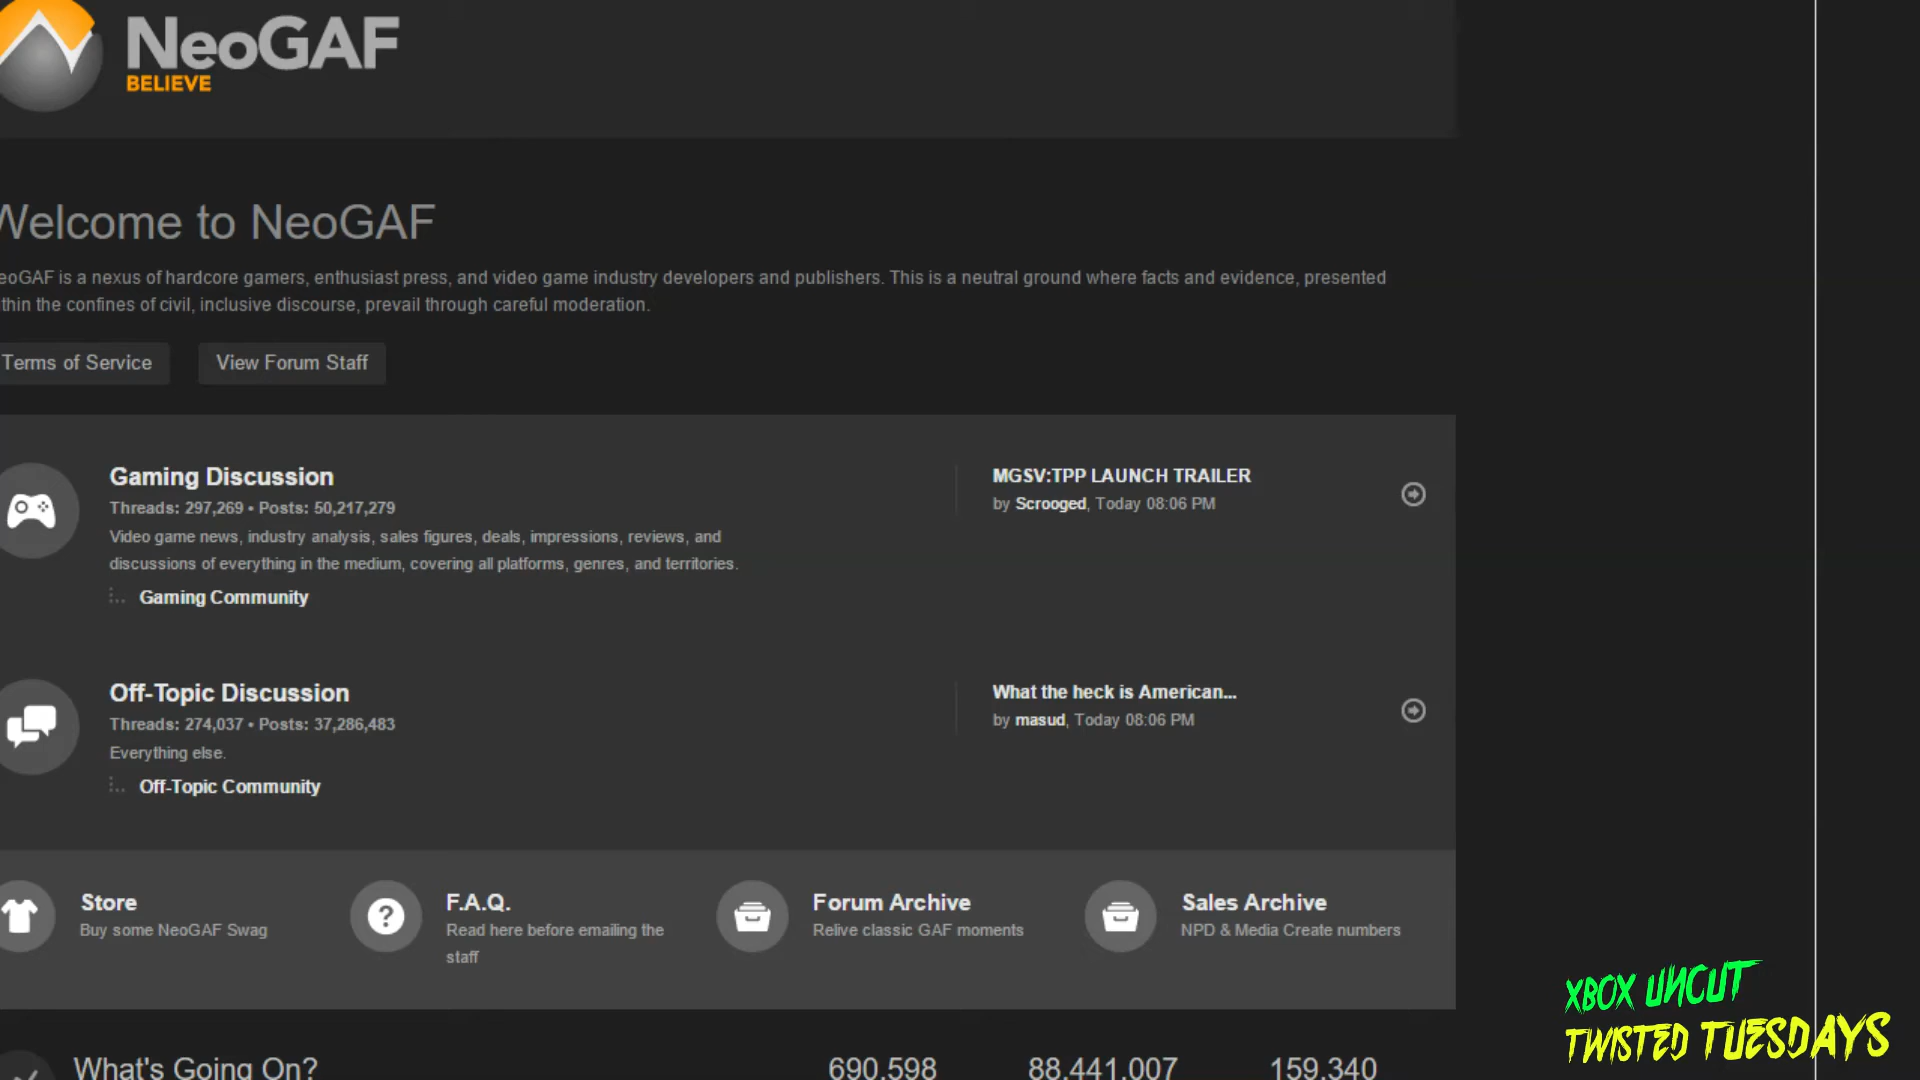 NeoGAF
BELIEVE
Welcome to NeoGAF
eoGAF is a nexus of hardcore gamers, enthusiast press, and video game industry developers and publishers. This is a neutral ground where facts and evidence, presented
thin the confines of civil, inclusive discourse, prevail through careful moderation.
Terms of Service
View Forum Staff
Gaming Discussion
Threads: 297,269 • Posts: 50,217,279
Video game news, industry analysis, sales figures, deals, impressions, reviews, and
discussions of everything in the medium, covering all platforms, genres, and territories.
Gaming Community
MGSV:TPP LAUNCH TRAILER
by Scrooged, Today 08:06 PM
Off-Topic Discussion
Threads: 274,037 • Posts: 37,286,483
Everything else.
Off-Topic Community
What the heck is American...
by masud, Today 08:06 PM
Store
Buy some NeoGAF Swag
F.A.Q.
Read here before emailing the
staff
Forum Archive
Relive classic GAF moments
Sales Archive
NPD & Media Create numbers
What's Going On?
690,598
88,441,007
159,340
XBOX UNCUT
TWISTED TUESDAYS